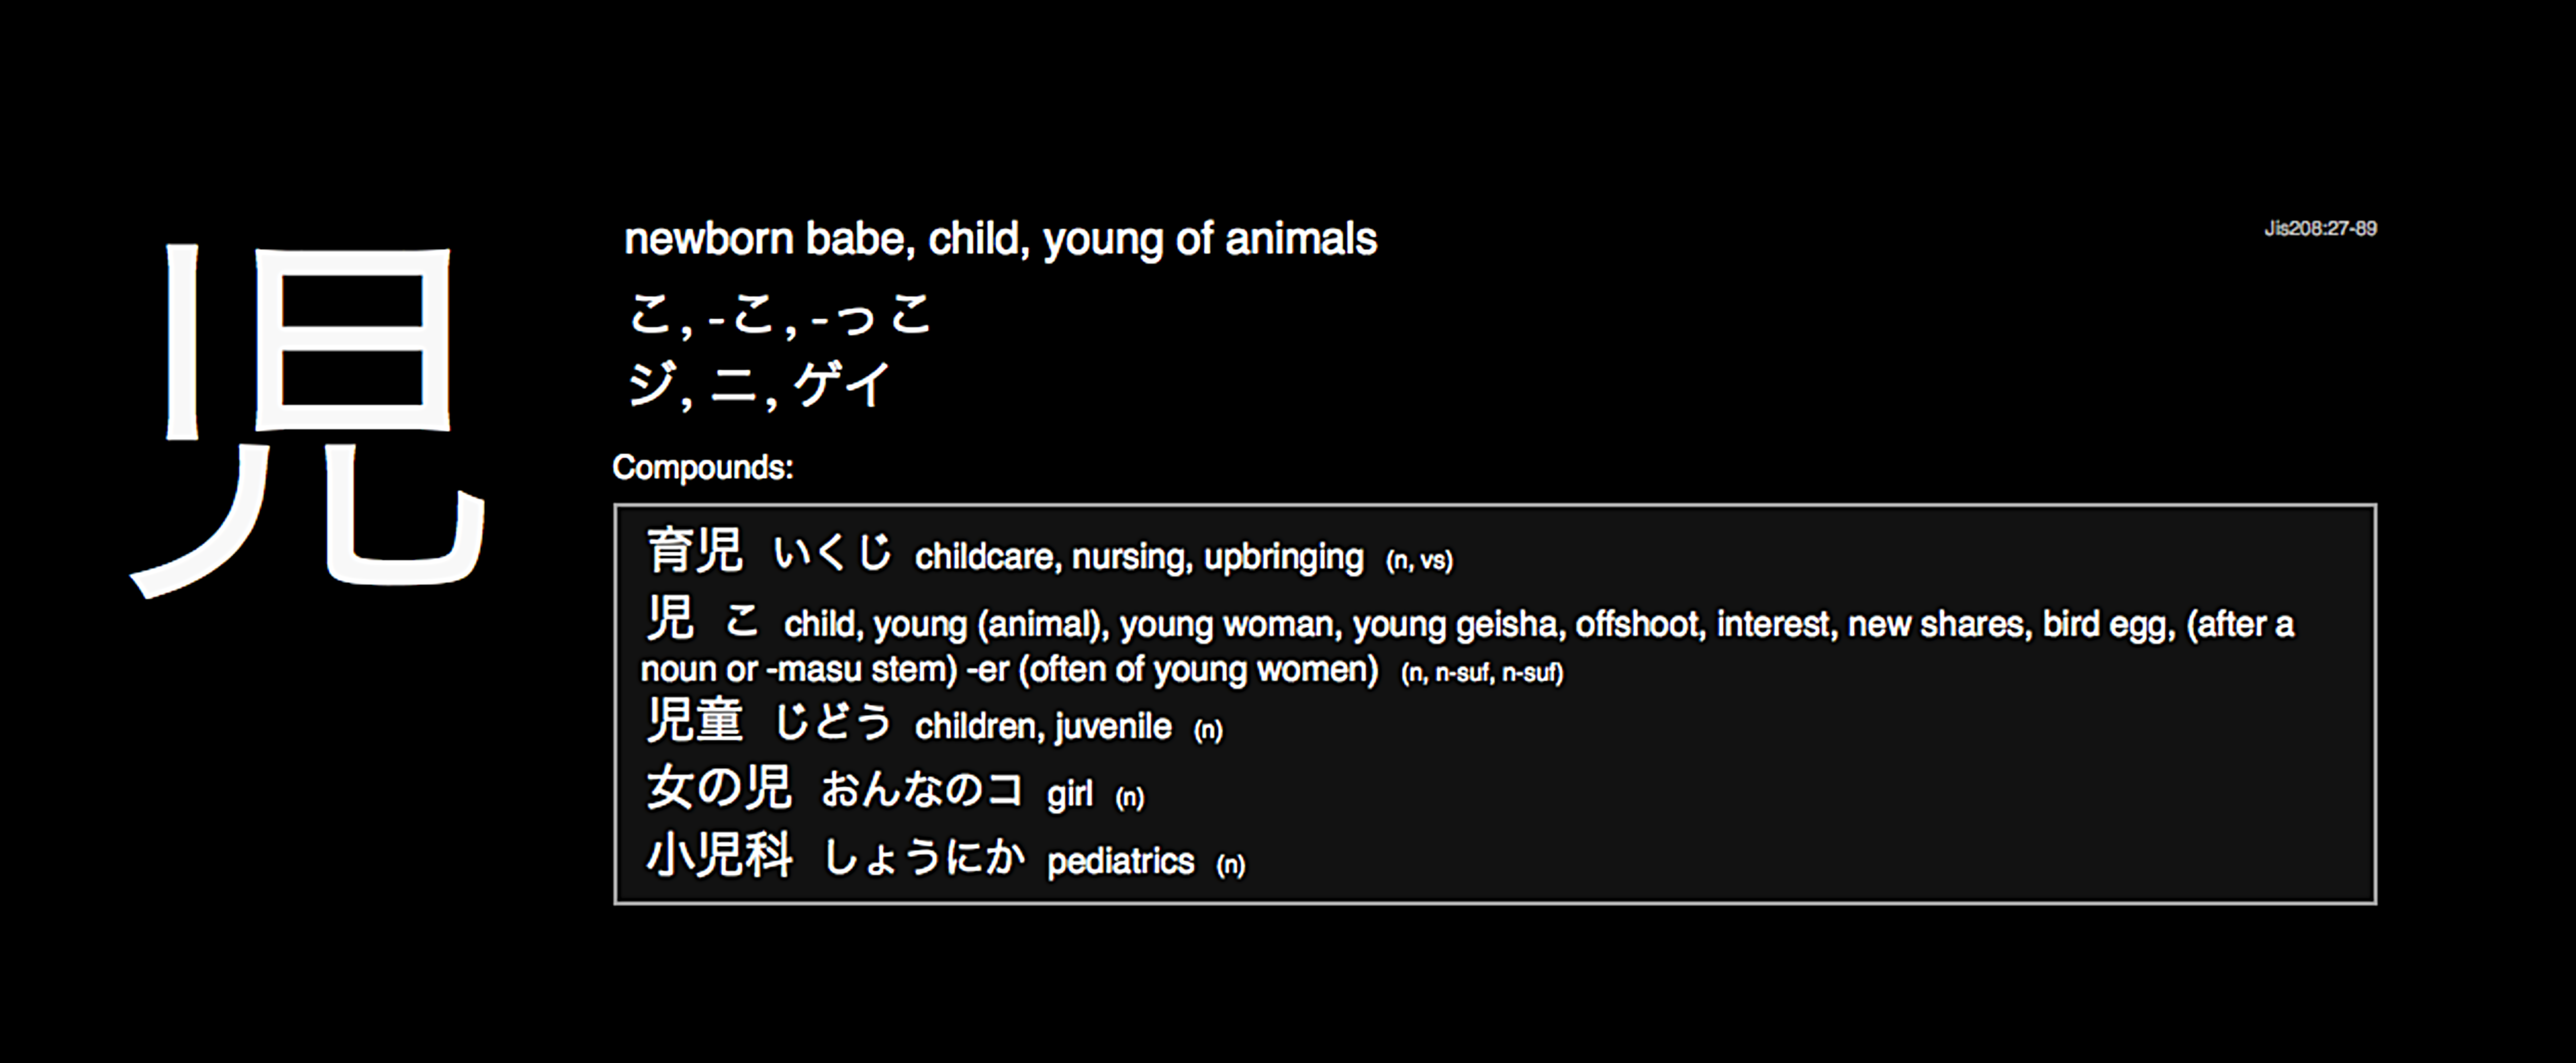 児
newborn babe, child, young of animals
Jis208:27-89
こ, -こ, -っこ
ジ, ニ, ゲイ
Compounds:
育児 いくじ childcare, nursing, upbringing (n, vs)
児 こ child, young (animal), young woman, young geisha, offshoot, interest, new shares, bird egg, (after a
noun or -masu stem) -er (often of young women) (n, n-suf, n-suf)
児童 じどう children, juvenile (n)
女の児 おんなのコ girl (n)
小児科 しょうにか pediatrics (n)